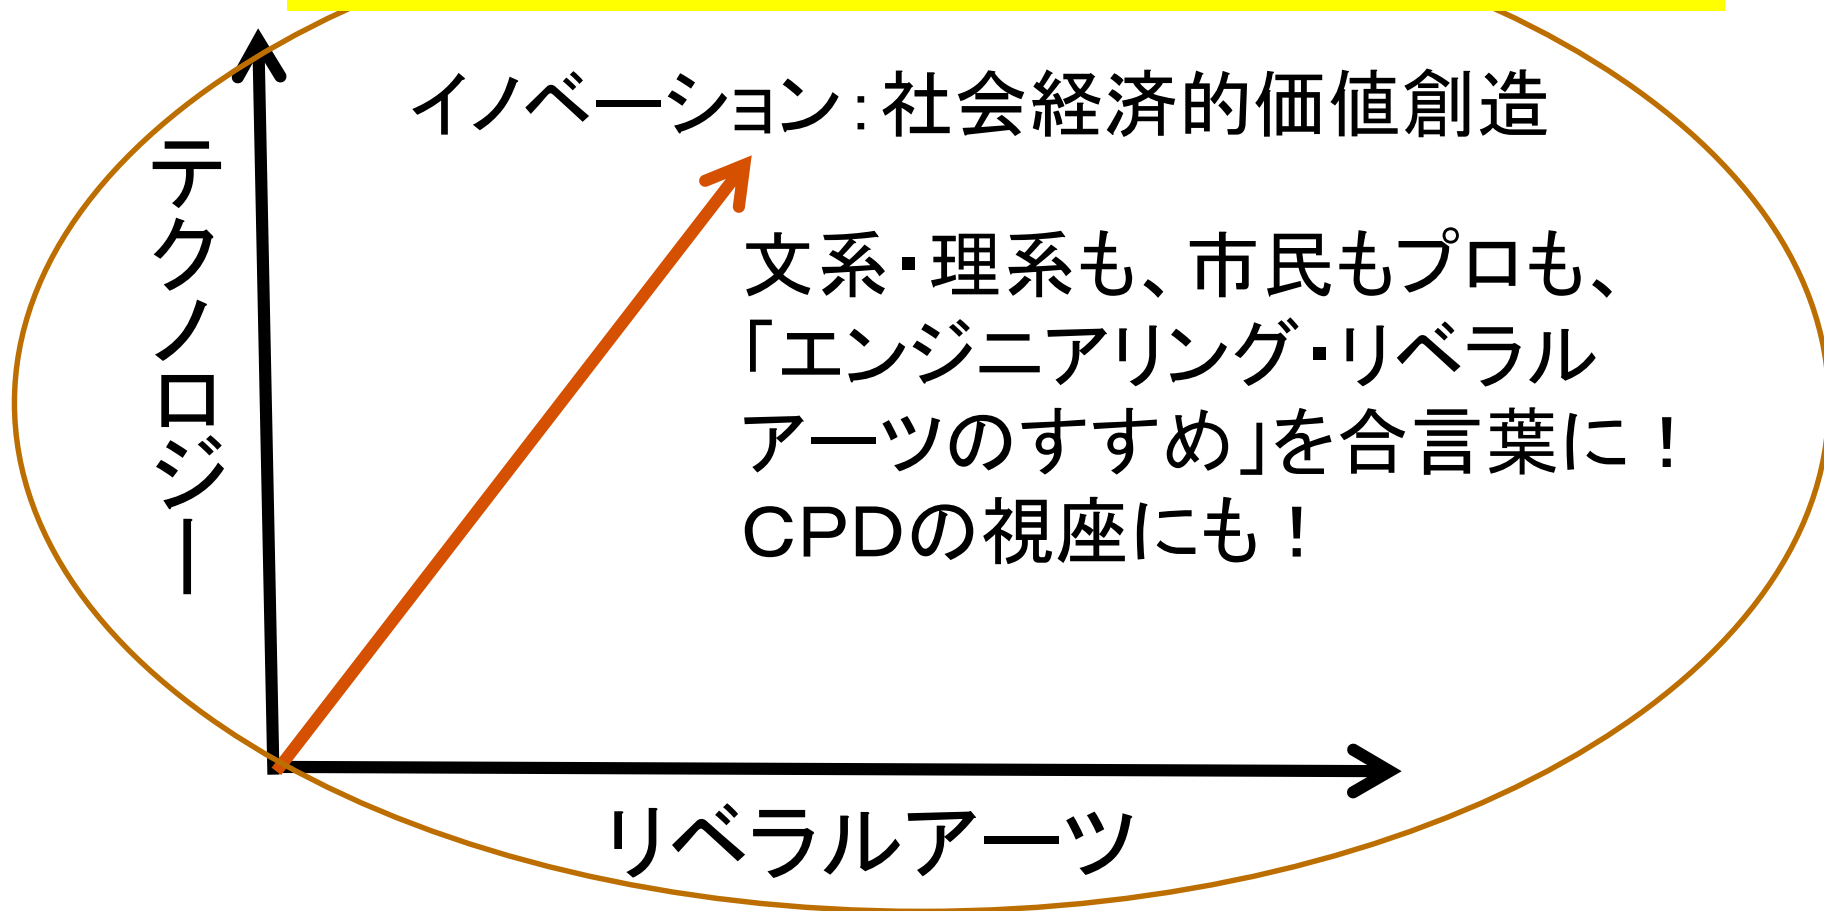 イノベーション：社会経済的価値創造
テクノロジー
文系・理系も、市民もプロも、
「エンジニアリング・リベラル
アーツのすすめ」を合言葉に！
ＣＰＤの視座にも！
リベラルアーツ